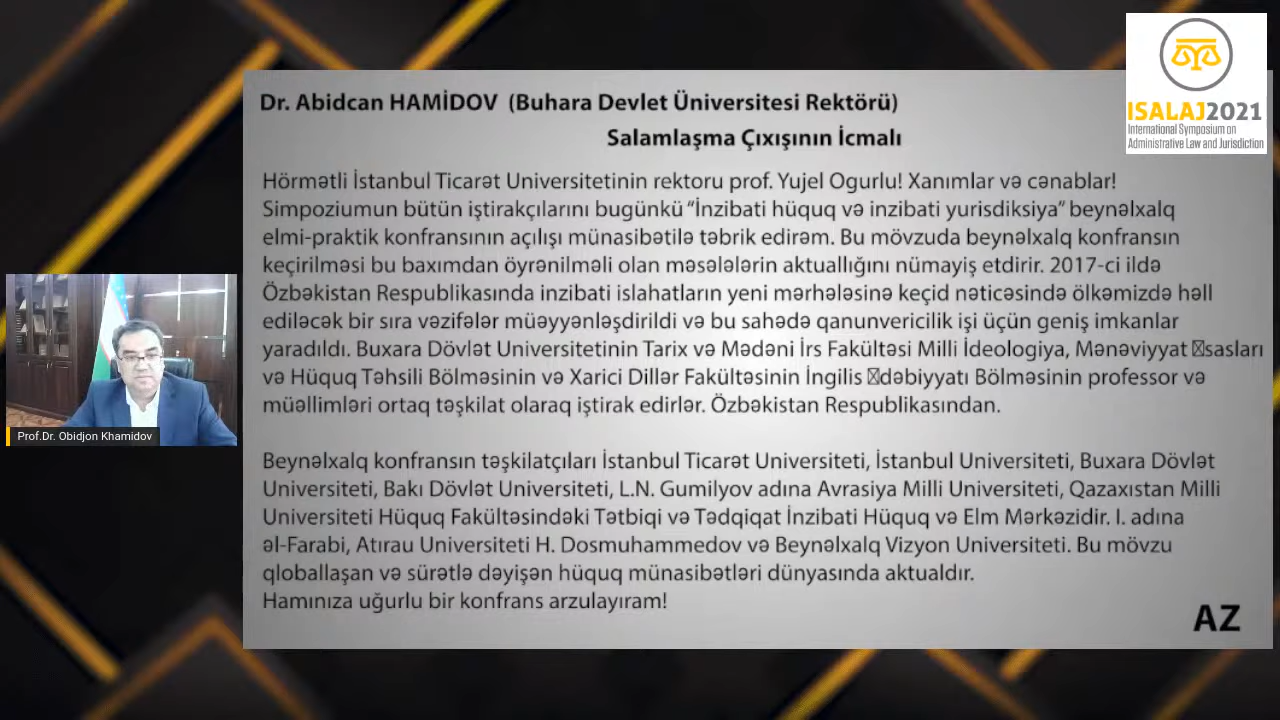 ISALAJ2021
International Symposium on
Administrative Law and Jurisdiction
Dr. Abidcan HAMİDOV (Buhara Devlet Üniversitesi Rektörü)
Salamlaşma Çıxışının İcmalı
Hörmətli İstanbul Ticarət Universitetinin rektoru prof. Yujel Ogurlu! Xanımlar və cənablar!
Simpoziumun bütün iştirakçılarını bugünkü “İnzibati hüquq və inzibati yurisdiksiya” beynəlxalq
elmi-praktik konfransının açılışı münasibətilə təbrik edirəm. Bu mövzuda beynəlxalq konfransın
keçirilməsi bu baxımdan öyrənilməli olan məsələlərin aktuallığını nümayiş etdirir. 2017-ci ildə
Özbəkistan Respublikasında inzibati islahatların yeni mərhələsinə keçid nəticəsində ölkəmizdə həll
ediləcək bir sıra vəzifələr müəyyənləşdirildi və bu sahədə qanunvericilik işi üçün geniş imkanlar
yaradıldı. Buxara Dövlət Universitetinin Tarix və Mədəni İrs Fakültəsi Milli İdeologiya, Mənəviyyat sasları
və Hüquq Təhsili Bölməsinin və Xarici Dillər Fakültəsinin İngilis dəbiyyatı Bölməsinin professor və
müəllimləri ortaq təşkilat olaraq iştirak edirlər. Özbəkistan Respublikasından.
Beynəlxalq konfransın təşkilatçıları İstanbul Ticarət Universiteti, İstanbul Universiteti, Buxara Dövlət
Universiteti, Bakı Dövlət Universiteti, L.N. Gumilyov adına Avrasiya Milli Universiteti, Qazaxıstan Milli
Universiteti Hüquq Fakültəsindəki Tətbiqi və Tədqiqat İnzibati Hüquq və Elm Mərkəzidir. I. adına
əl-Farabi, Atırau Universiteti H. Dosmuhammedov və Beynəlxalq Vizyon Universiteti. Bu mövzu
qloballaşan və sürətlə dəyişən hüquq münasibətləri dünyasında aktualdır.
Hamınıza uğurlu bir konfrans arzulayıram!
AZ
Prof.Dr. Obidjon Khamidov